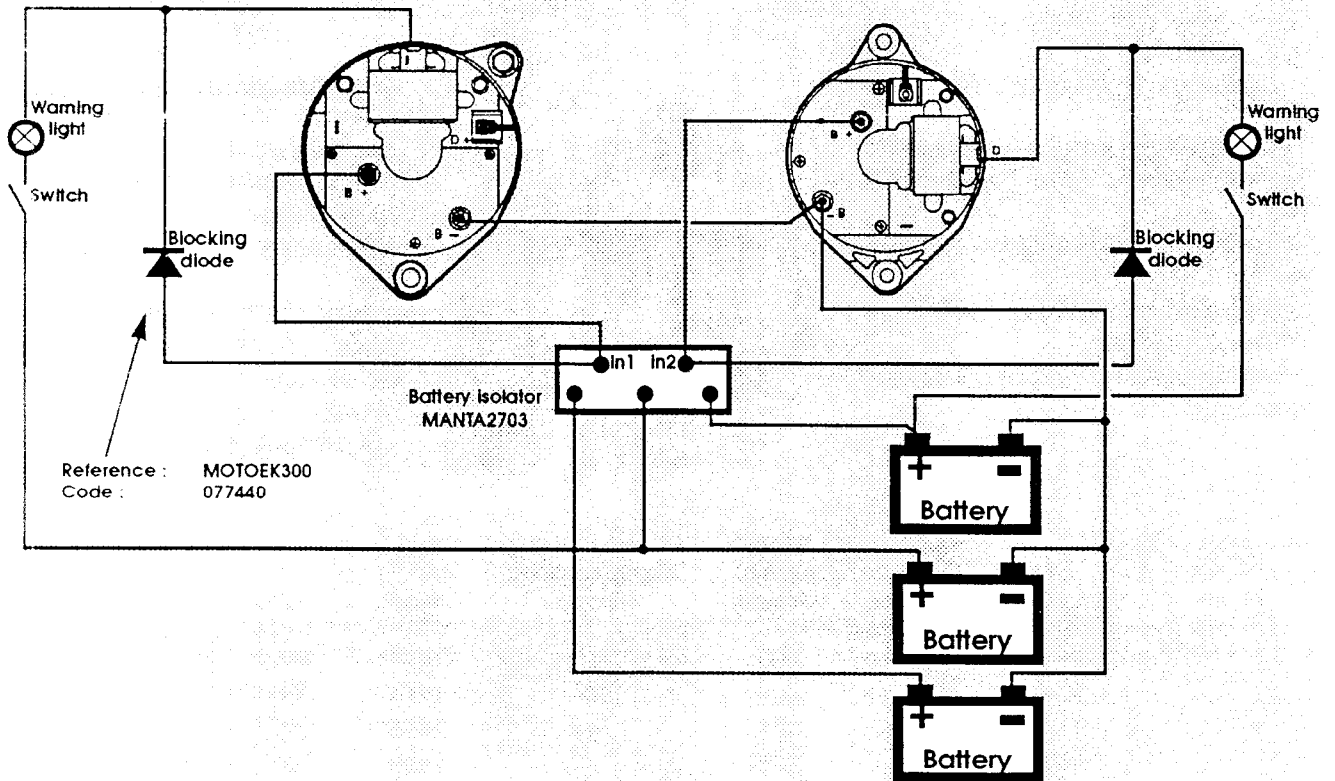 Warning
light
Switch
Blocking
diode
D +
B +
B -
B +
- B
D
Warning
light
Switch
Blocking
diode
in1 in2
Battery isolator
MANTA2703
Reference : MOTOEK300
Code : 077440
+ -
Battery
+ -
Battery
+ -
Battery